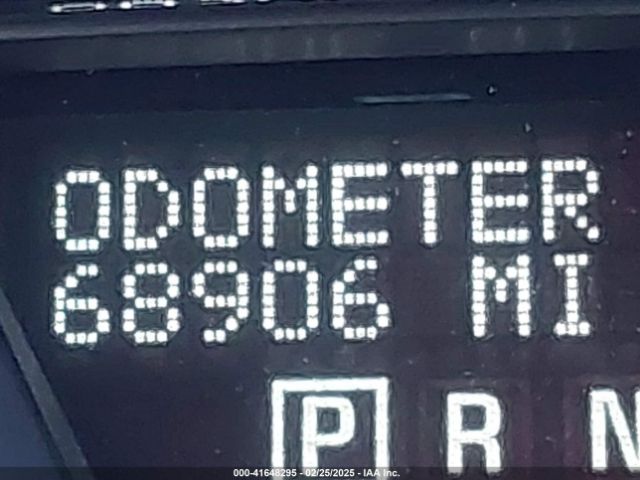 ODOMETER
68906 MI
P R N
000-41648295 - 02/25/2025 - IAA Inc.